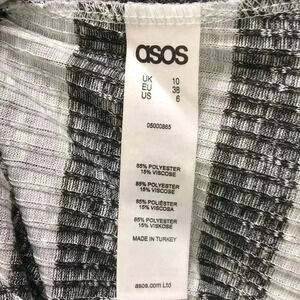 asos
UK 10
EU 38
US 6
05000865
85% POLYESTER
15% VISCOSE
85% POLYESTER
15% VISCOSE
85% POLIÉSTER
15% VISCOSA
85% POLYESTER
15% VISKOSE
MADE IN TURKEY
asos.com Ltd